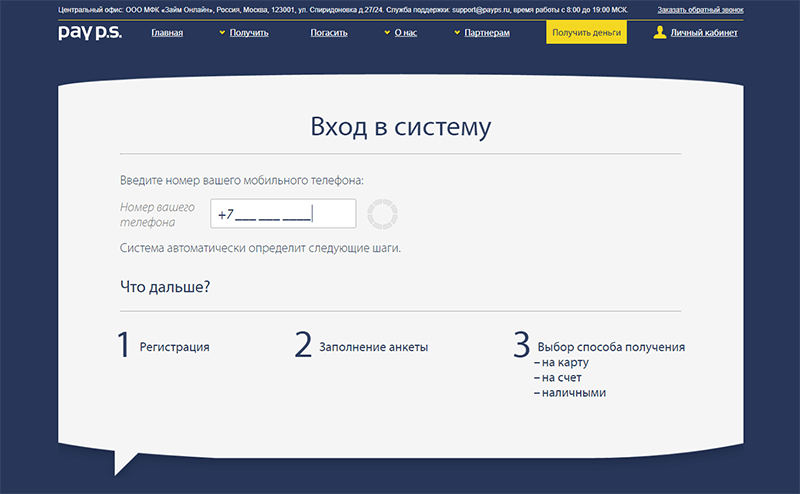 Центральный офис: ООО МФК «Займ Онлайн», Россия, Москва, 123001, ул. Спиридоновка д.27/24. Служба поддержки: support@payps.ru, время работы с 8:00 до 19:00 МСК. Заказать обратный звонок
pay p.s. Главная Получить Погасить О нас Партнерам Получить деньги Личный кабинет
Вход в систему
Введите номер вашего мобильного телефона:
Номер вашего
телефона
+7 ___ ___ ____
Система автоматически определит следующие шаги.
Что дальше?
1 Регистрация 2 Заполнение анкеты 3 Выбор способа получения
– на карту
– на счет
– наличными